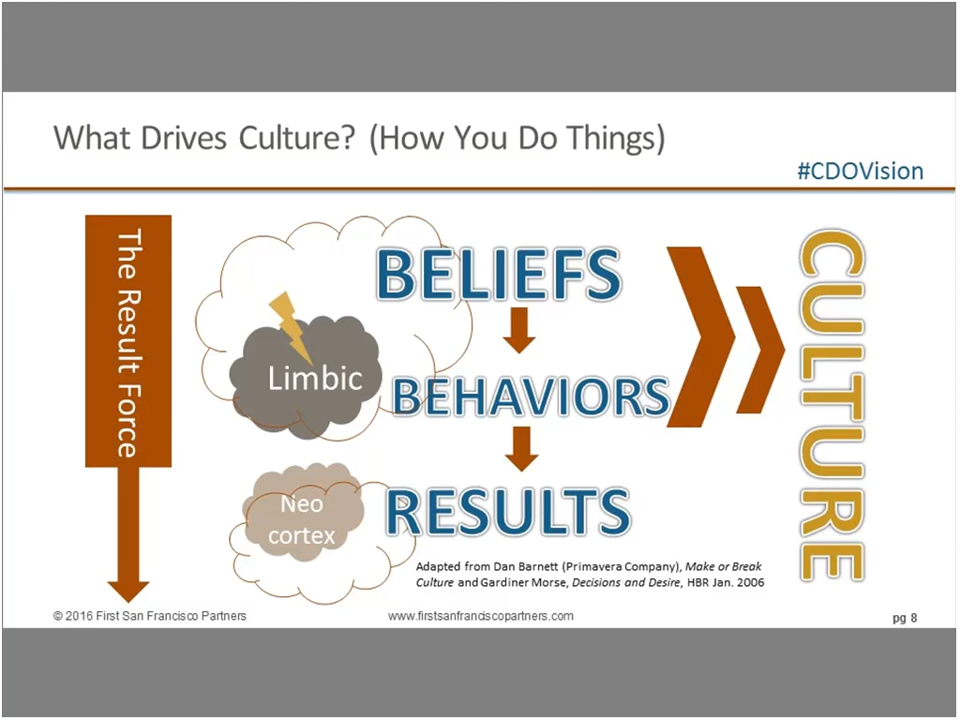 What Drives Culture? (How You Do Things)
#CDOVision
The Result Force
BELIEFS
Limbic
BEHAVIORS
Neo
cortex
RESULTS
CULTURE
Adapted from Dan Barnett (Primavera Company), Make or Break
Culture and Gardiner Morse, Decisions and Desire, HBR Jan. 2006
© 2016 First San Francisco Partners
www.firstsanfranciscopartners.com
pg 8